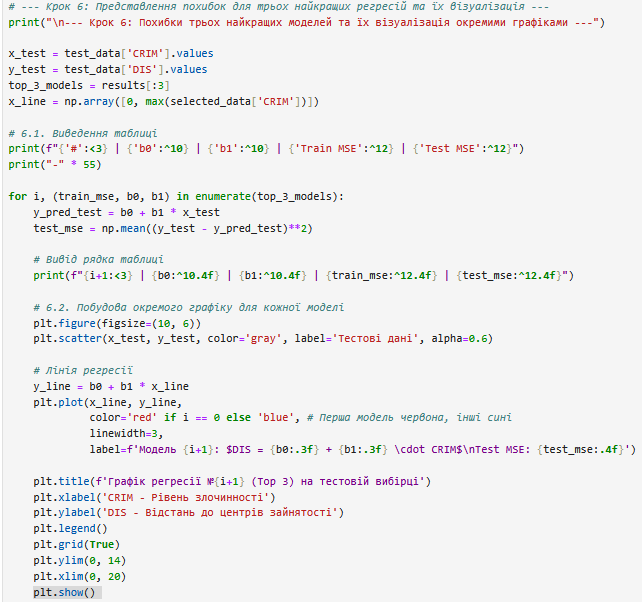 # --- Крок 6: Представлення похибок для трьох найкращих регресій та їх візуалізація ---
print("\n--- Крок 6: Похибки трьох найкращих моделей та їх візуалізація окремими графіками ---")
x_test = test_data['CRIM'].values
y_test = test_data['DIS'].values
top_3_models = results[:3]
x_line = np.array([0, max(selected_data['CRIM'])])
# 6.1. Виведення таблиці
print(f"{'#':<3} | {'b0':^10} | {'b1':^10} | {'Train MSE':^12} | {'Test MSE':^12}")
print("-" * 55)
for i, (train_mse, b0, b1) in enumerate(top_3_models):
    y_pred_test = b0 + b1 * x_test
    test_mse = np.mean((y_test - y_pred_test)**2)
    # Вивід рядка таблиці
    print(f"{i+1:<3} | {b0:^10.4f} | {b1:^10.4f} | {train_mse:^12.4f} | {test_mse:^12.4f}")
    # 6.2. Побудова окремого графіку для кожної моделі
    plt.figure(figsize=(10, 6))
    plt.scatter(x_test, y_test, color='gray', label='Тестові дані', alpha=0.6)
    # Лінія регресії
    y_line = b0 + b1 * x_line
    plt.plot(x_line, y_line,
             color='red' if i == 0 else 'blue', # Перша модель червона, інші сині
             linewidth=3,
             label=f'Модель {i+1}: $DIS = {b0:.3f} + {b1:.3f} \cdot CRIM$\nTest MSE: {test_mse:.4f}')
    plt.title(f'Графік регресії №{i+1} (Top 3) на тестовій вибірці')
    plt.xlabel('CRIM - Рівень злочинності')
    plt.ylabel('DIS - Відстань до центрів зайнятості')
    plt.legend()
    plt.grid(True)
    plt.ylim(0, 14)
    plt.xlim(0, 20)
    plt.show()